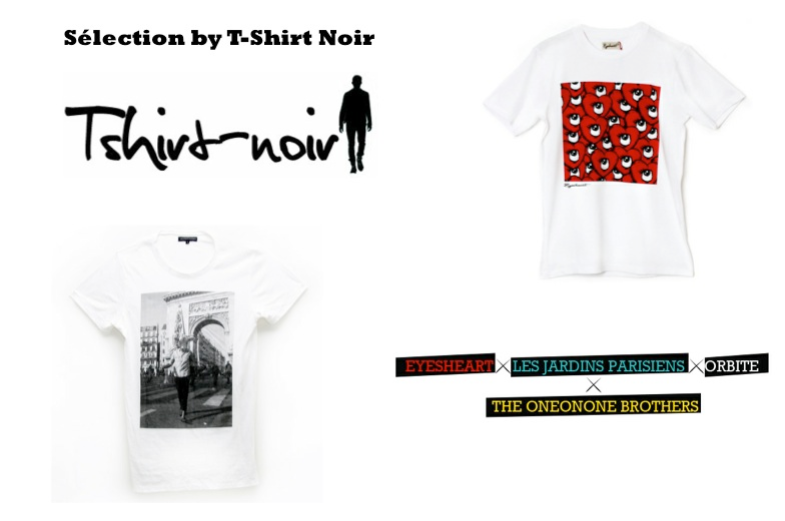 Sélection by T-Shirt Noir
Tshirt-noir
EYESHEART × LES JARDINS PARISIENS × ORBITE
×
THE ONEONONE BROTHERS